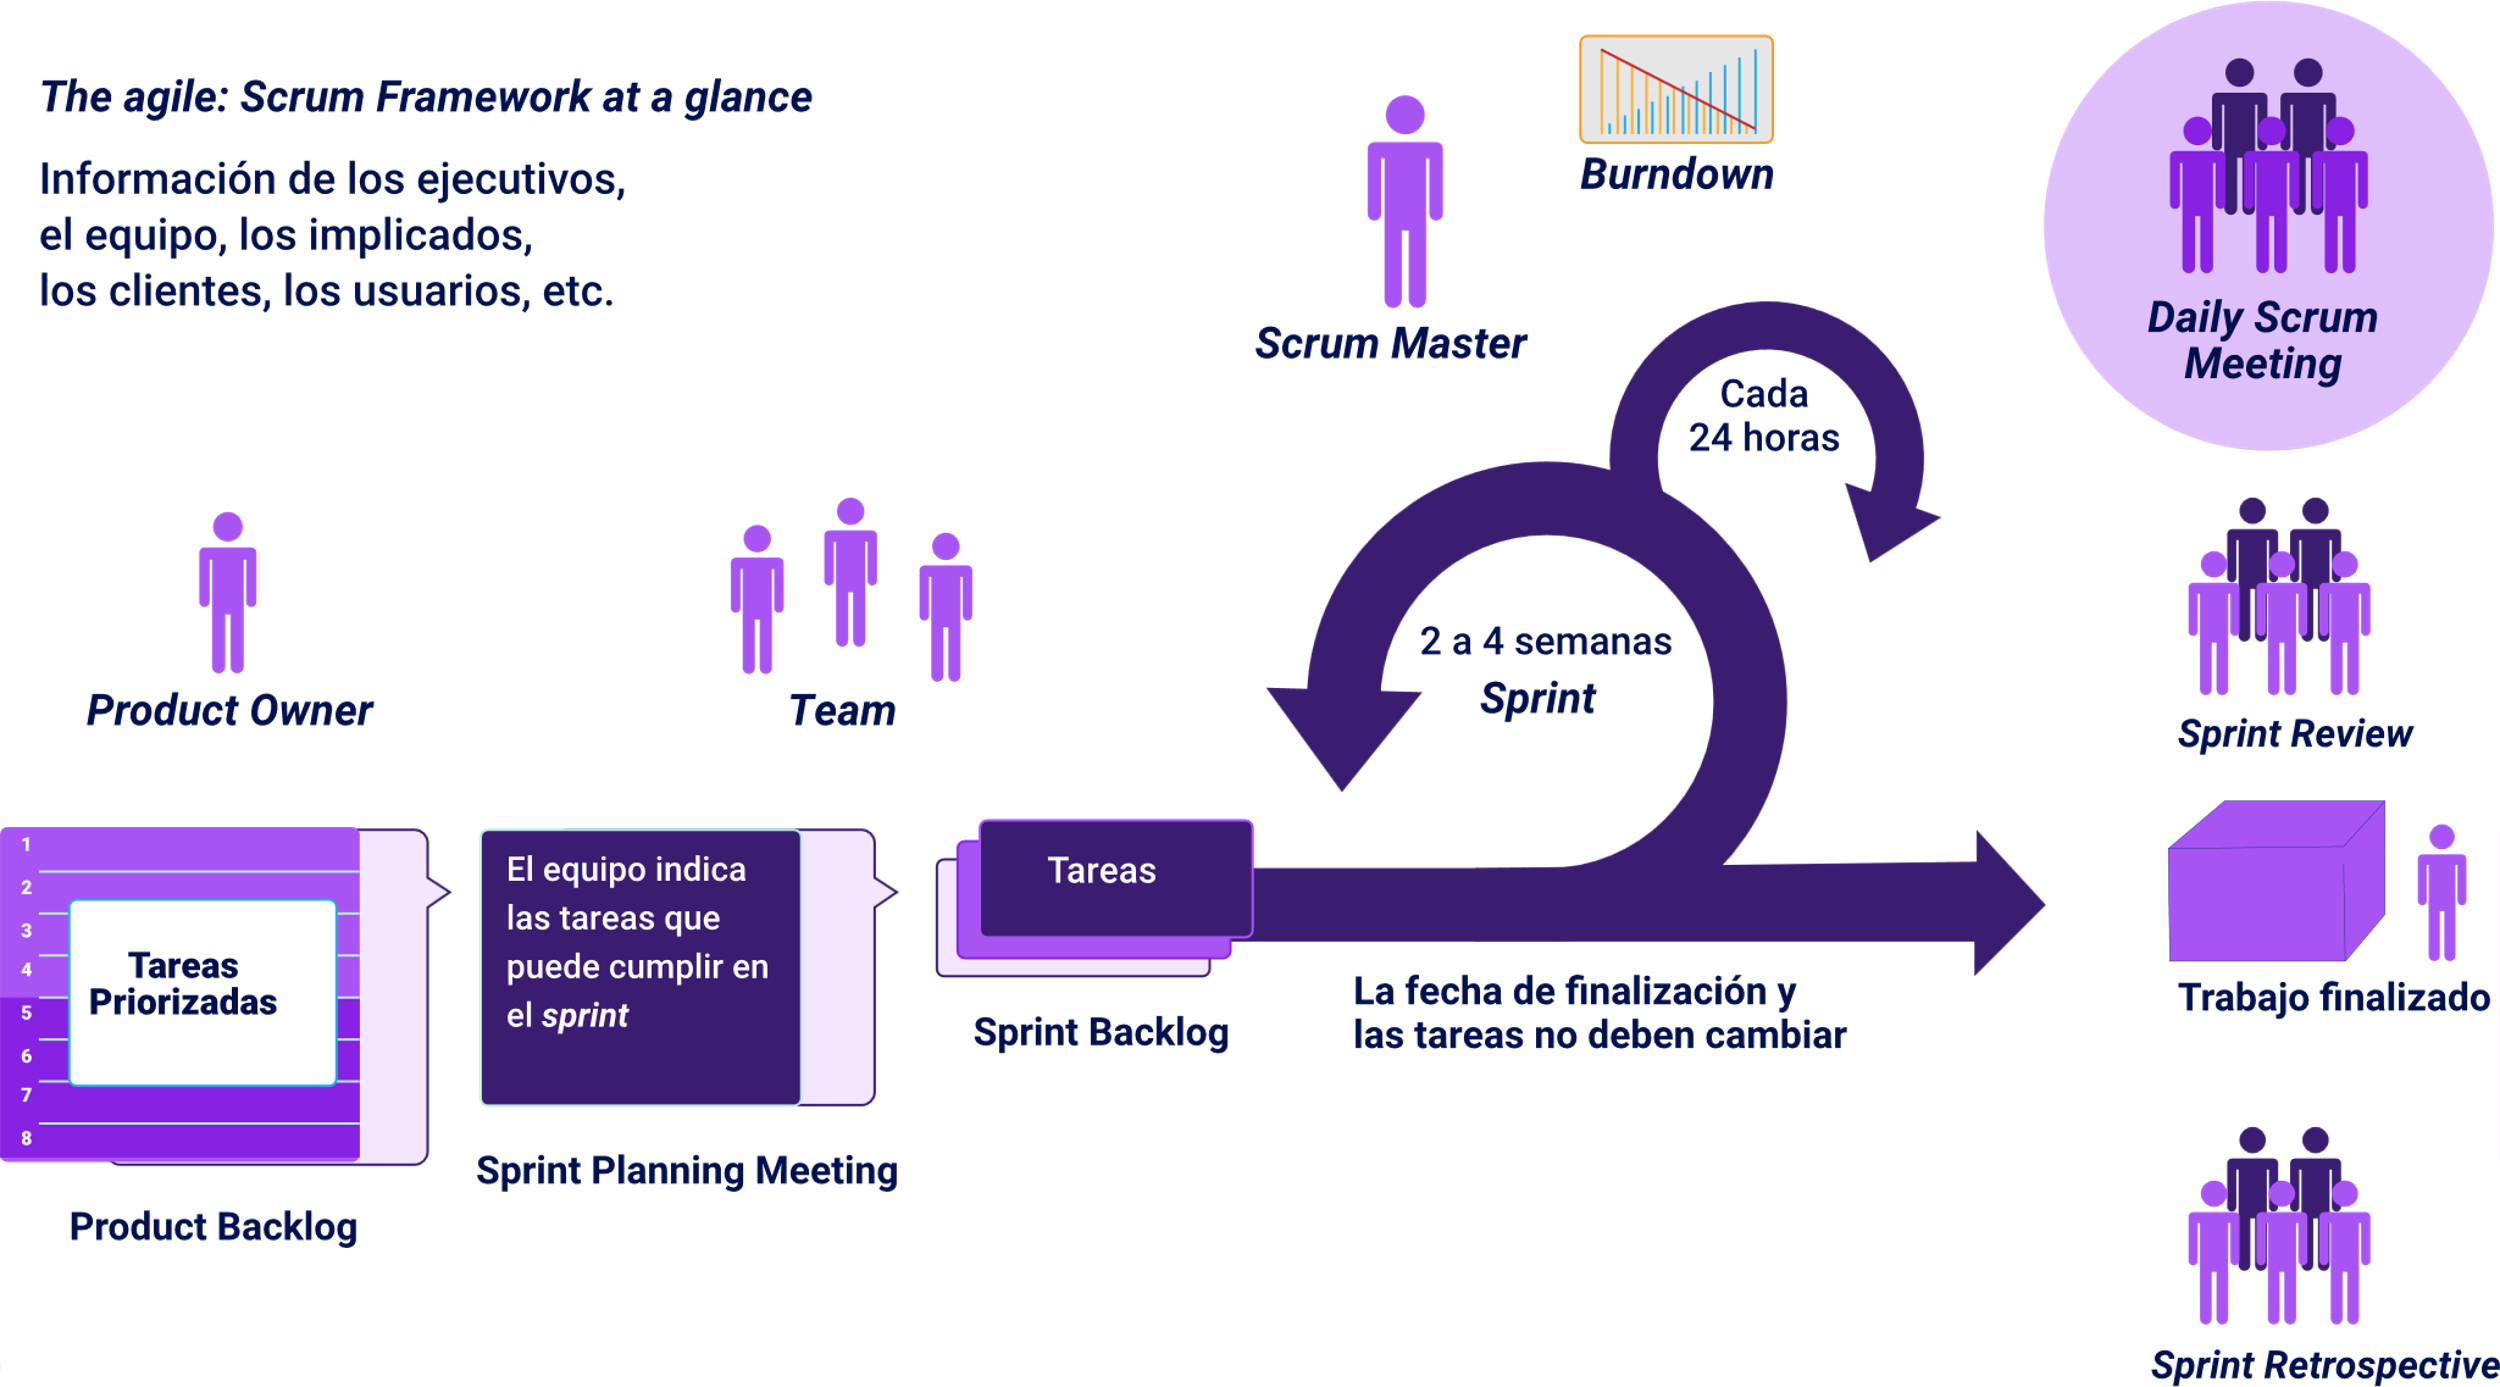 The agile: Scrum Framework at a glance
Información de los ejecutivos,
el equipo, los implicados,
los clientes, los usuarios, etc.
Burndown
Scrum Master
Daily Scrum
Meeting
Cada
24 horas
Product Owner
Team
2 a 4 semanas
Sprint
Sprint Review
1
2
3
4
5
6
7
8
Tareas
Priorizadas
El equipo indica
las tareas que
puede cumplir en
el sprint
Tareas
Sprint Backlog
La fecha de finalización y
las tareas no deben cambiar
Trabajo finalizado
Sprint Planning Meeting
Product Backlog
Sprint Retrospective